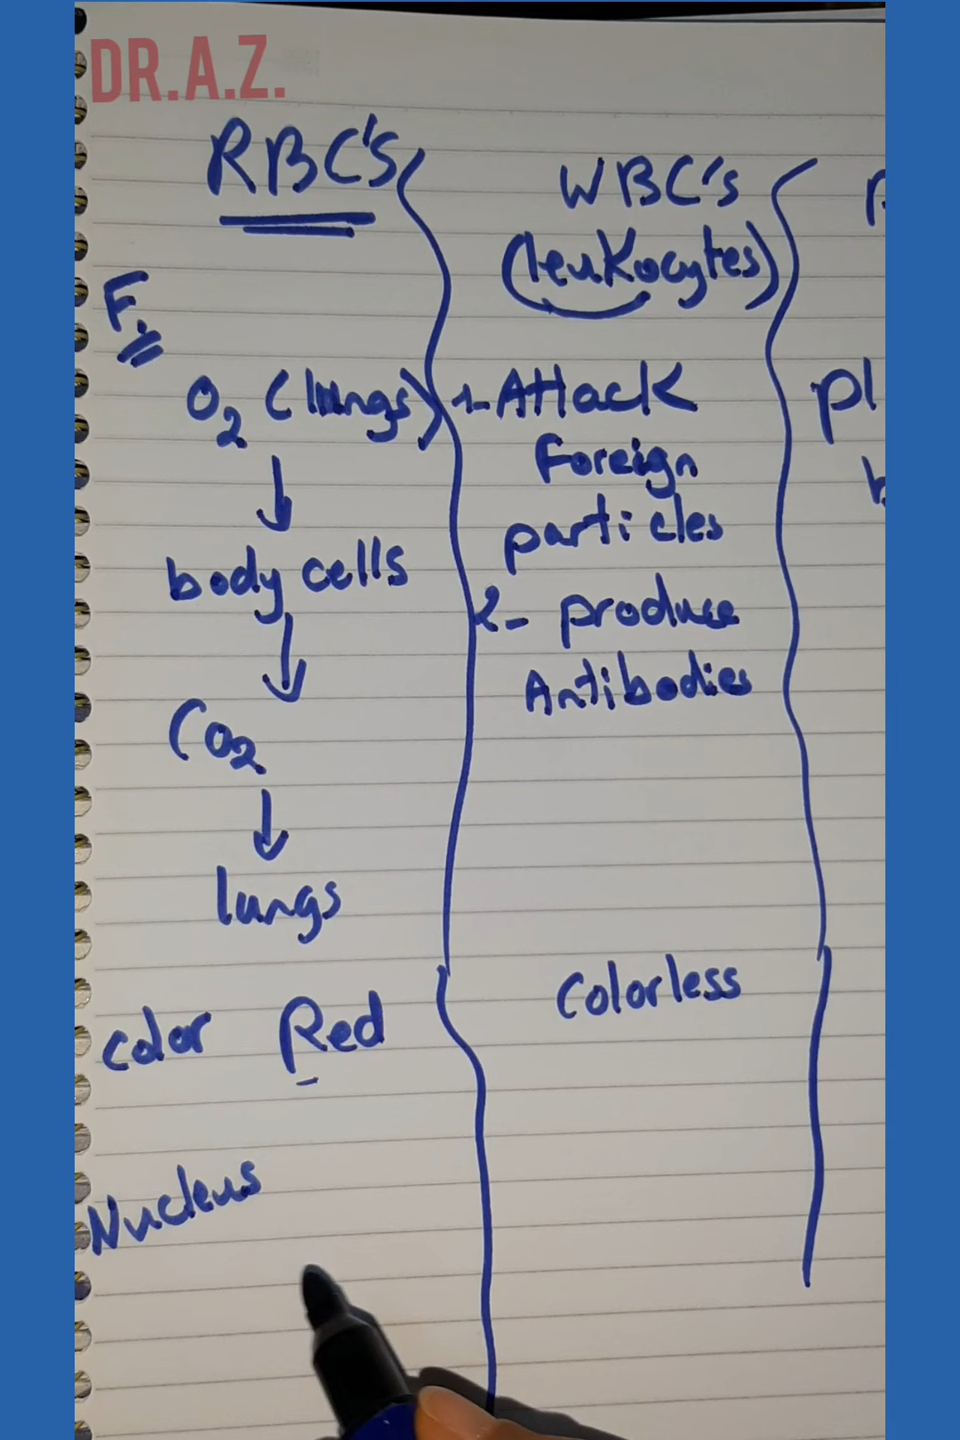 DR.A.Z.
RBC's
F.
O2 (lungs)
body cells
CO2
lungs
color Red
Nucleus
WBC's
(leukocytes)
1- Attack
foreign
particles
2- produce
Antibodies
Colorless
pl